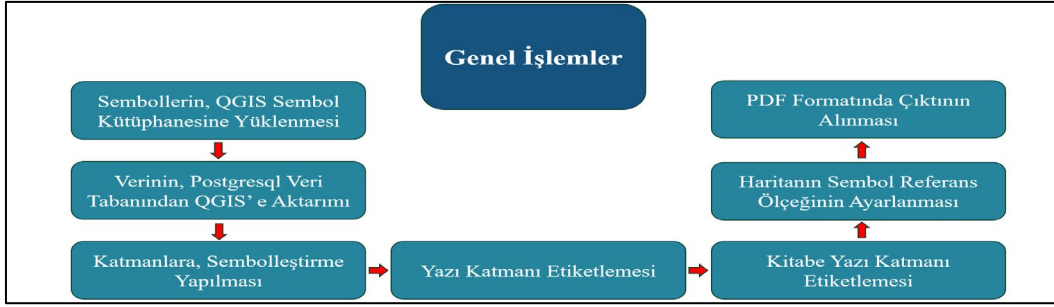 Genel İşlemler
Sembollerin, QGIS Sembol
Kütüphanesine Yüklenmesi
Verinin, Postgresql Veri
Tabanından QGIS' e Aktarımı
Katmanlara, Sembolleştirme
Yapılması
Yazı Katmanı Etiketlemesi
Kitabe Yazı Katmanı
Etiketlemesi
Haritanın Sembol Referans
Ölçeğinin Ayarlanması
PDF Formatında Çıktının
Alınması